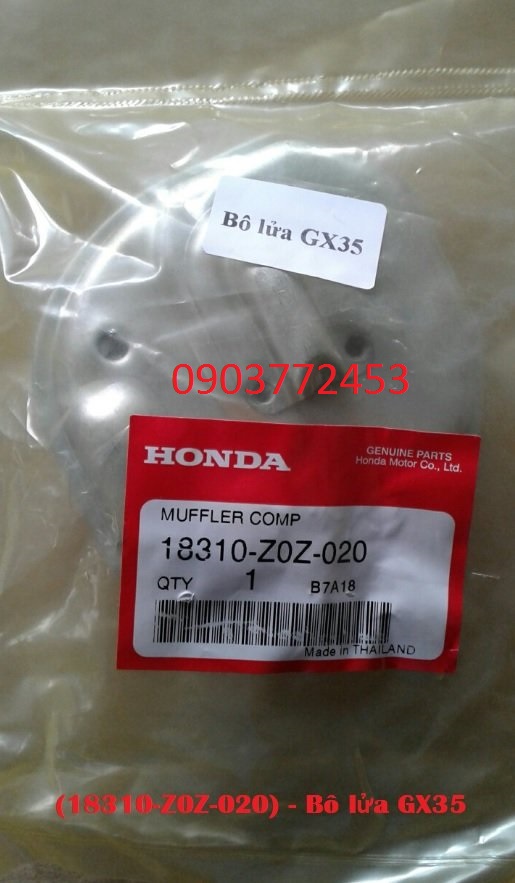 Bô lửa GX35
0903772453
HONDA
GENUINE PARTS
Honda Motor Co., Ltd.
MUFFLER COMP
18310-Z0Z-020
QTY 1 B7A18
Made in THAILAND
(18310-Z0Z-020) - Bô lửa GX35